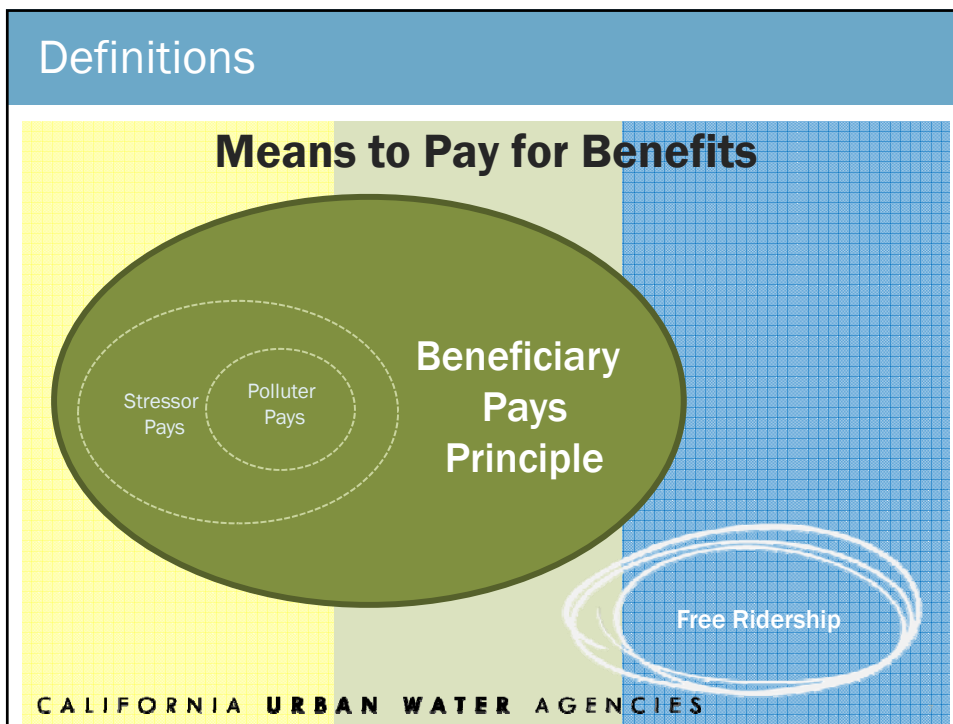 Definitions
Means to Pay for Benefits
Beneficiary
Pays
Principle
Stressor
Pays
Polluter
Pays
Free Ridership
CALIFORNIA URBAN WATER AGENCIES